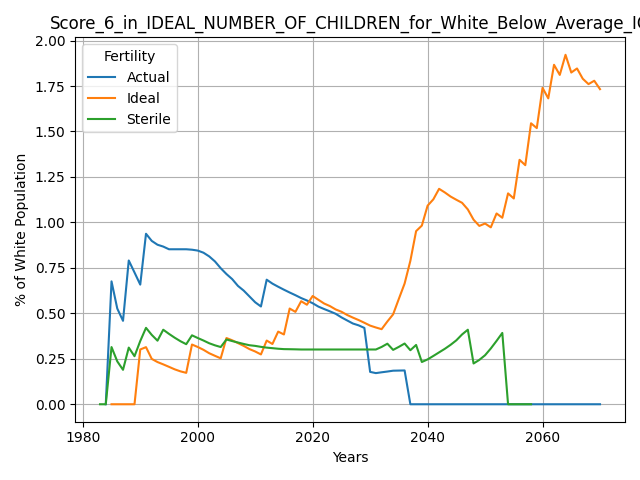 Score_6_in_IDEAL_NUMBER_OF_CHILDREN_for_White_Below_Average_I
Fertility
Actual
Ideal
Sterile
% of White Population
2.00
1.75
1.50
1.25
1.00
0.75
0.50
0.25
0.00
1980
2000
2020
2040
2060
Years